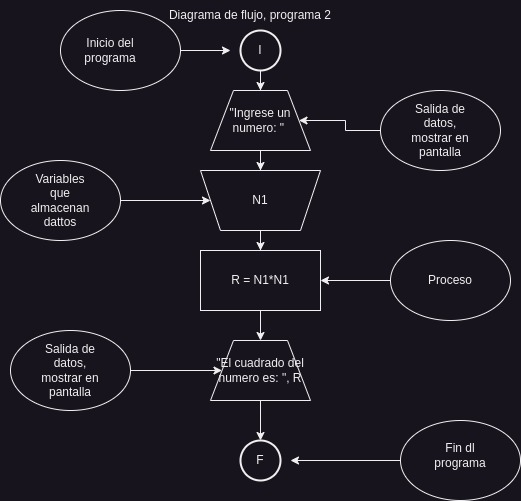 Diagrama de flujo, programa 2
Inicio del
programa
I
"Ingrese un
numero: "
Salida de
datos,
mostrar en
pantalla
Variables
que
almacenan
dattos
N1
R = N1*N1
Proceso
Salida de
datos,
mostrar en
pantalla
"El cuadrado del
numero es: ", R
F
Fin dl
programa